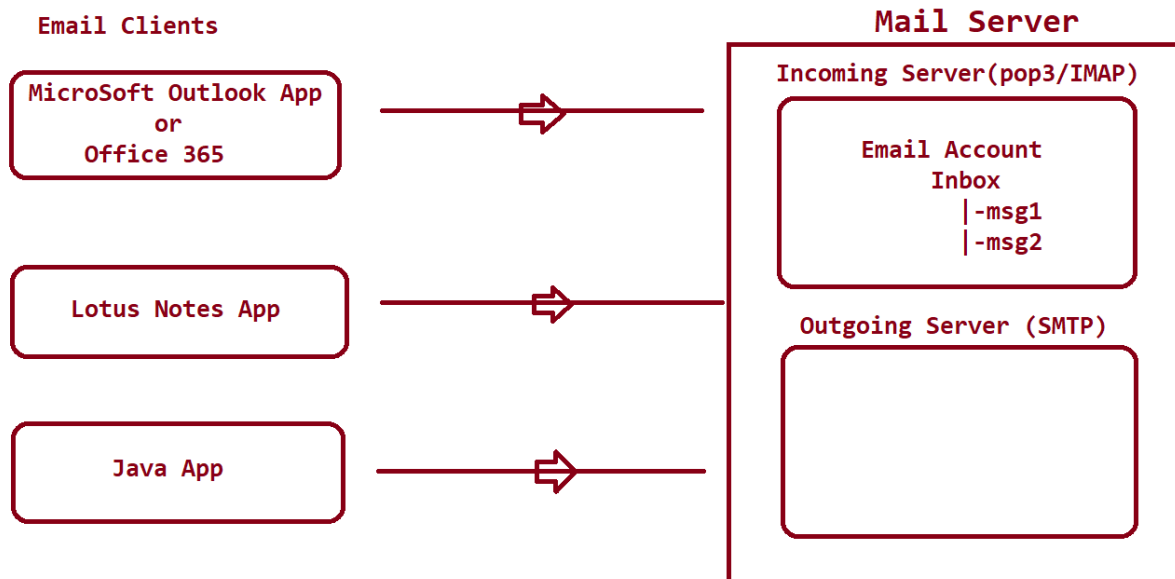 Email Clients
MicroSoft Outlook App
or
Office 365
Lotus Notes App
Java App
Mail Server
Incoming Server(pop3/IMAP)
Email Account
Inbox
|-msg1
|-msg2
Outgoing Server (SMTP)